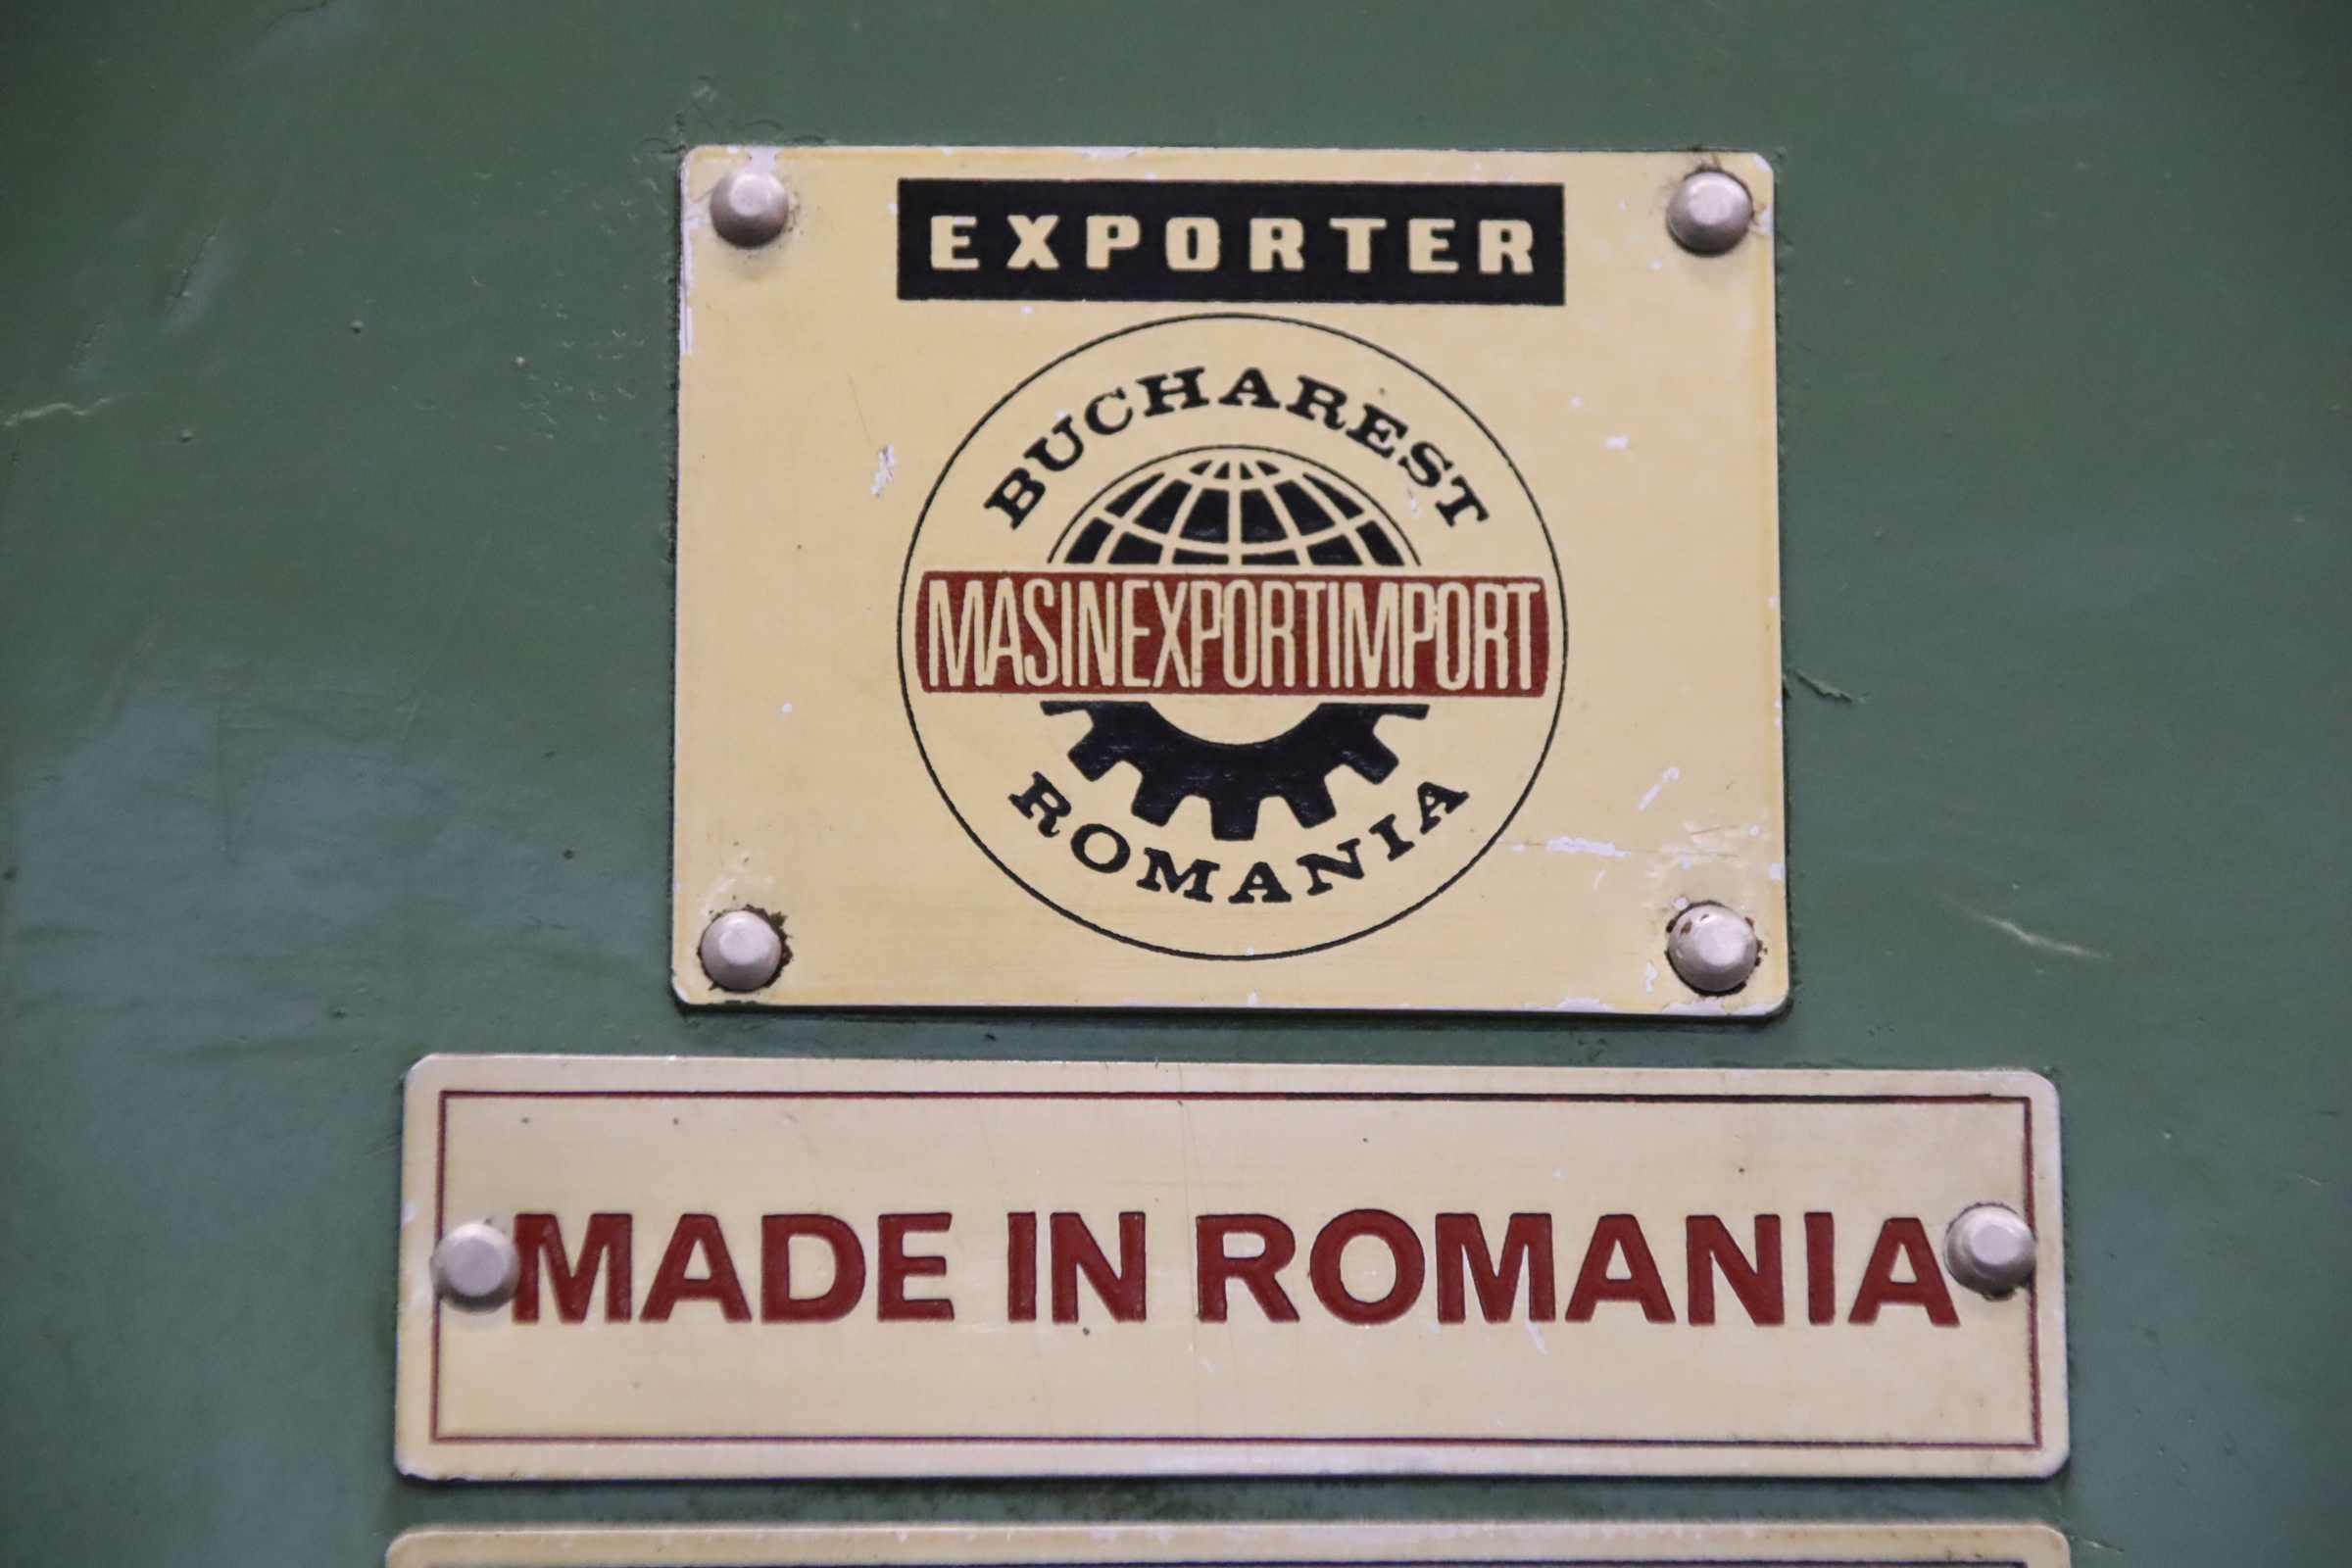 EXPORTER
BUCHAREST
MASINEXPORTIMPORT
ROMANIA
MADE IN ROMANIA